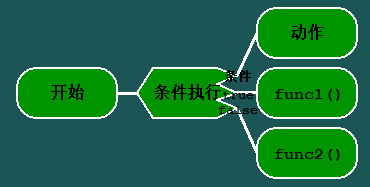 开始
条件执行
条件
true
false
动作
func1()
func2()